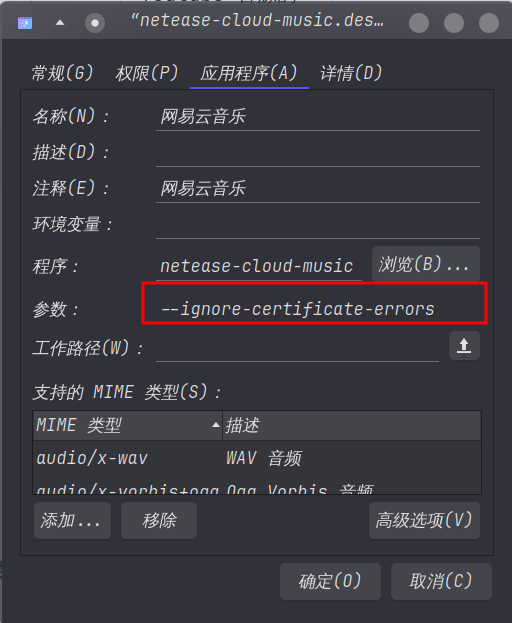 “netease-cloud-music.des…
常规(G) 权限(P) 应用程序(A) 详情(D)
名称(N)： 网易云音乐
描述(D)：
注释(E)： 网易云音乐
环境变量：
程序： netease-cloud-music 浏览(B)...
参数： --ignore-certificate-errors
工作路径(W)：
支持的 MIME 类型(S)：
MIME 类型 描述
audio/x-wav WAV 音频
audio/x-vorbis+ogg Ogg Vorbis 音频
添加... 移除 高级选项(V)
确定(O) 取消(C)